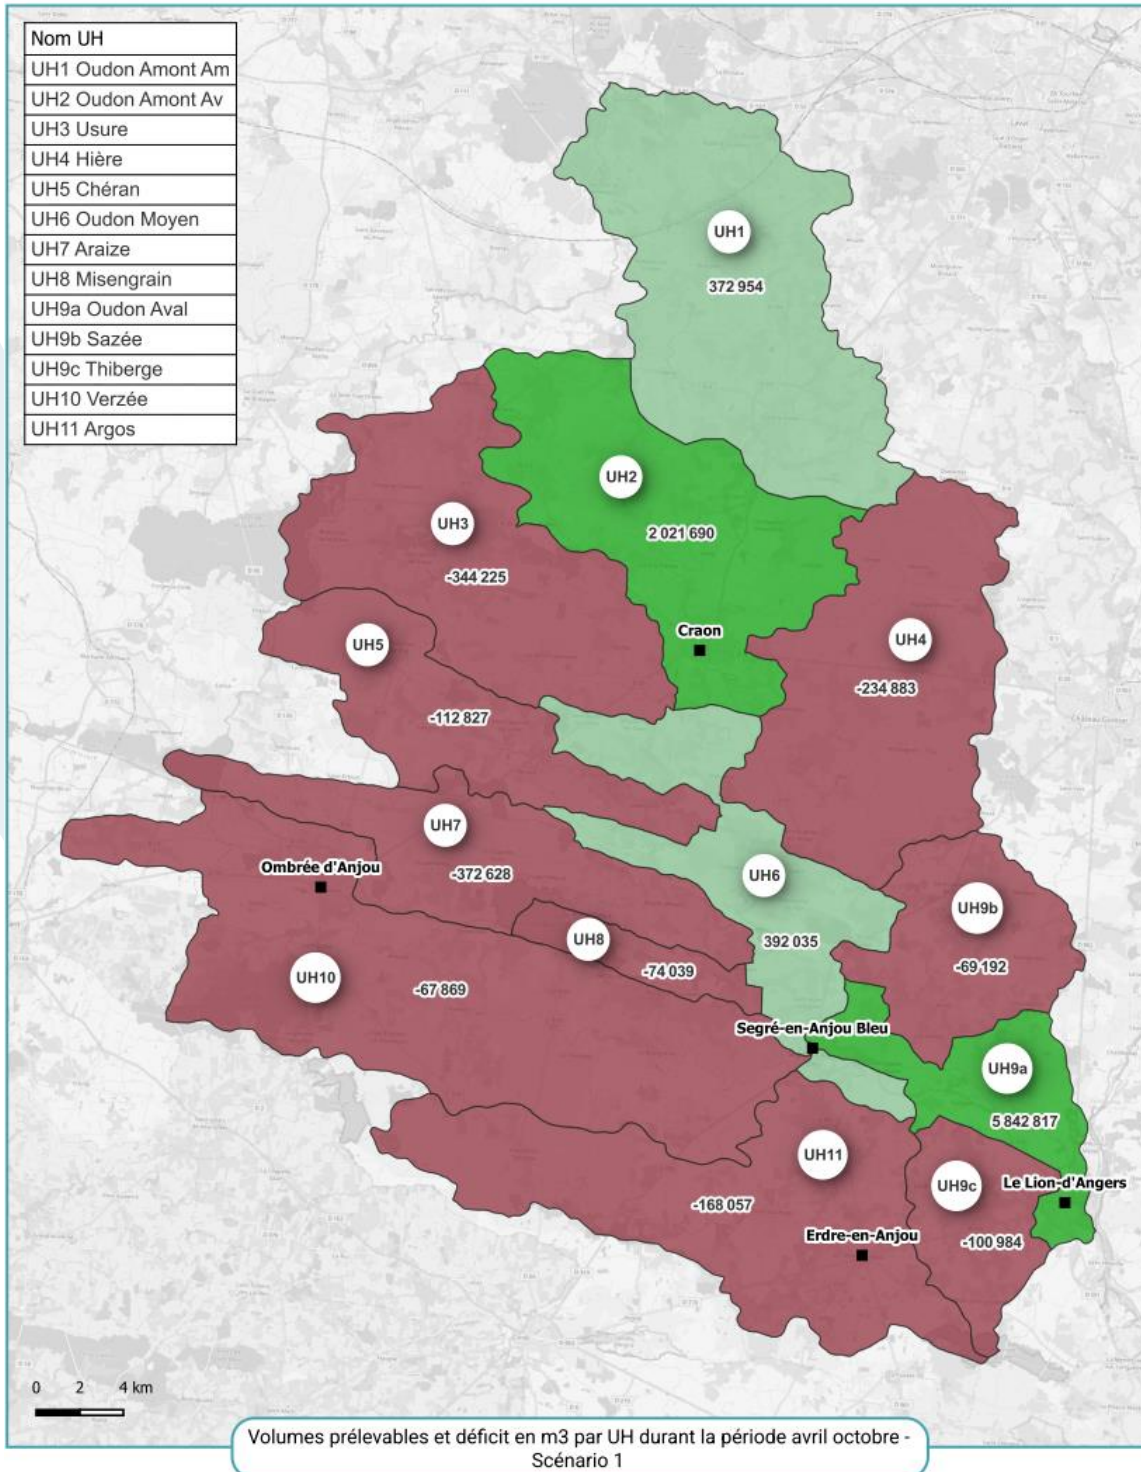 Nom UH
UH1 Oudon Amont Am
UH2 Oudon Amont Av
UH3 Usure
UH4 Hière
UH5 Chéran
UH6 Oudon Moyen
UH7 Araize
UH8 Misengrain
UH9a Oudon Aval
UH9b Sazée
UH9c Thiberge
UH10 Verzée
UH11 Argos
UH1
372 954
UH2
2 021 690
UH3
-344 225
Craon
UH4
-234 883
UH5
-112 827
UH7
-372 628
Ombrée d'Anjou
UH6
392 035
UH9b
-69 192
UH8
-74 039
UH10
-67 869
Segré-en-Anjou Bleu
UH9a
5 842 817
UH11
-168 057
UH9c
-100 984
Le Lion-d'Angers
Erdre-en-Anjou
0 2 4 km
Volumes prélevables et déficit en m3 par UH durant la période avril octobre -
Scénario 1